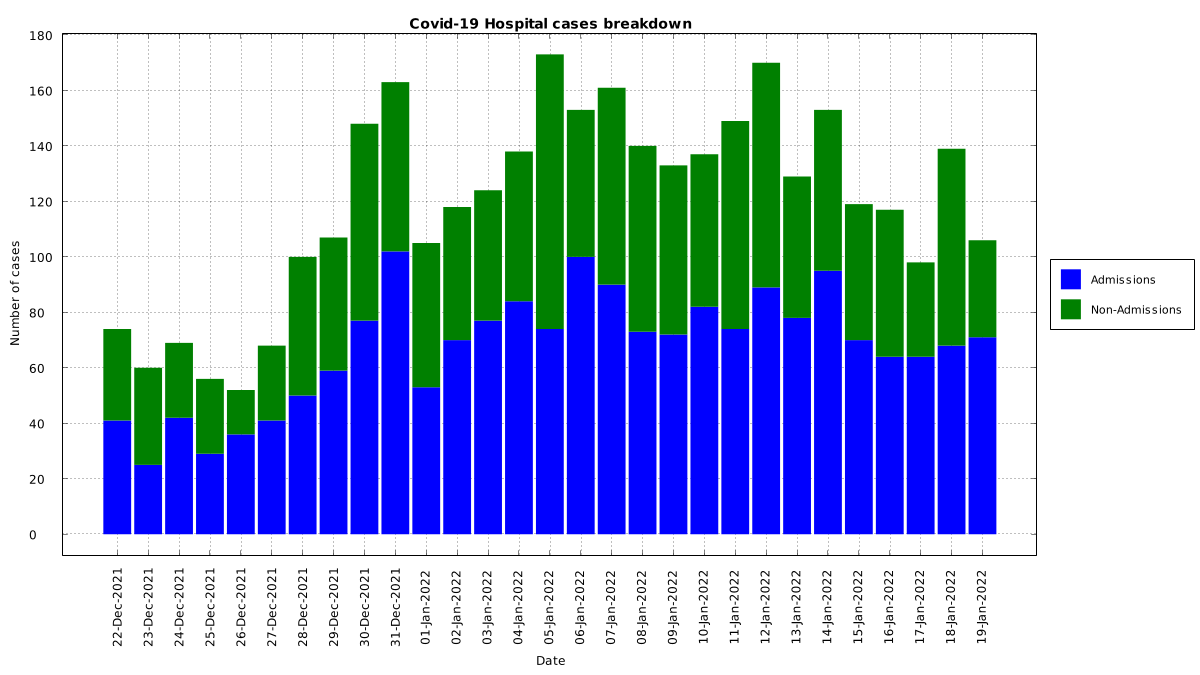 Covid-19 Hospital cases breakdown
180
160
140
120
100
80
60
40
20
0
Number of cases
22-Dec-2021
23-Dec-2021
24-Dec-2021
25-Dec-2021
26-Dec-2021
27-Dec-2021
28-Dec-2021
29-Dec-2021
30-Dec-2021
31-Dec-2021
01-Jan-2022
02-Jan-2022
03-Jan-2022
04-Jan-2022
05-Jan-2022
06-Jan-2022
07-Jan-2022
08-Jan-2022
09-Jan-2022
10-Jan-2022
11-Jan-2022
12-Jan-2022
13-Jan-2022
14-Jan-2022
15-Jan-2022
16-Jan-2022
17-Jan-2022
18-Jan-2022
19-Jan-2022
Date
Admissions
Non-Admissions